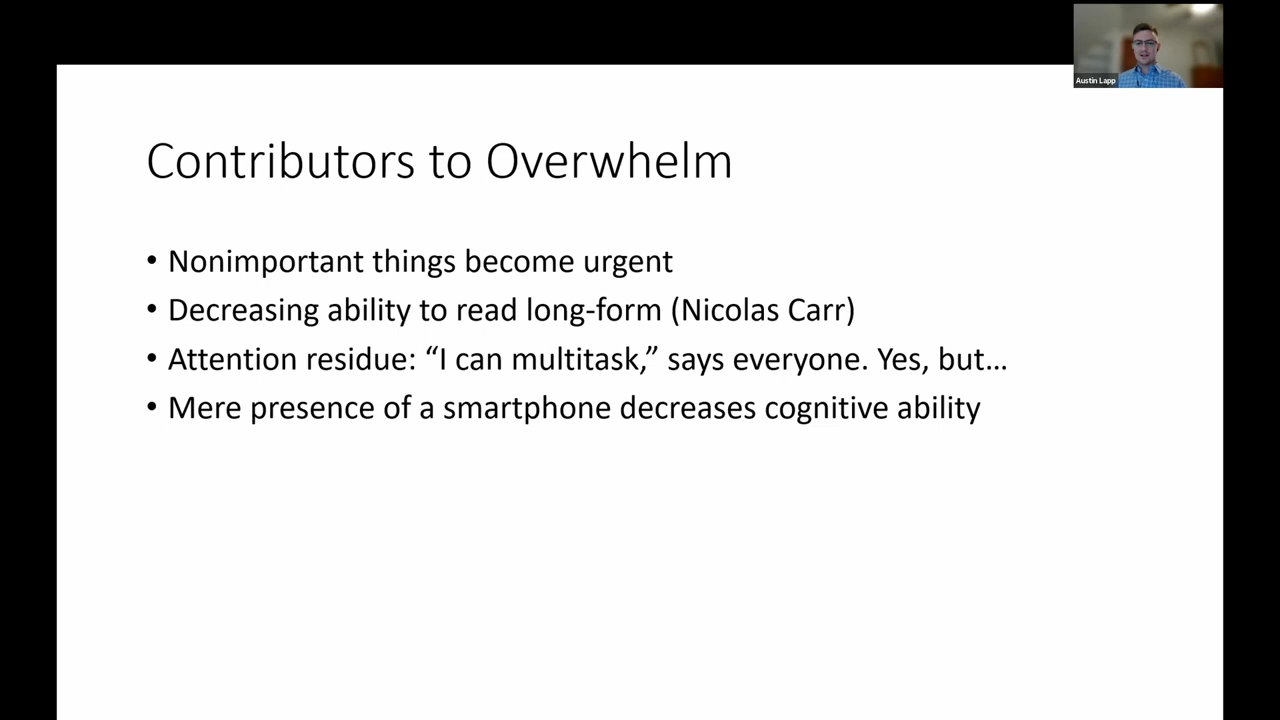 Austin Lapp
Contributors to Overwhelm
• Nonimportant things become urgent
• Decreasing ability to read long-form (Nicolas Carr)
• Attention residue: “I can multitask,” says everyone. Yes, but…
• Mere presence of a smartphone decreases cognitive ability